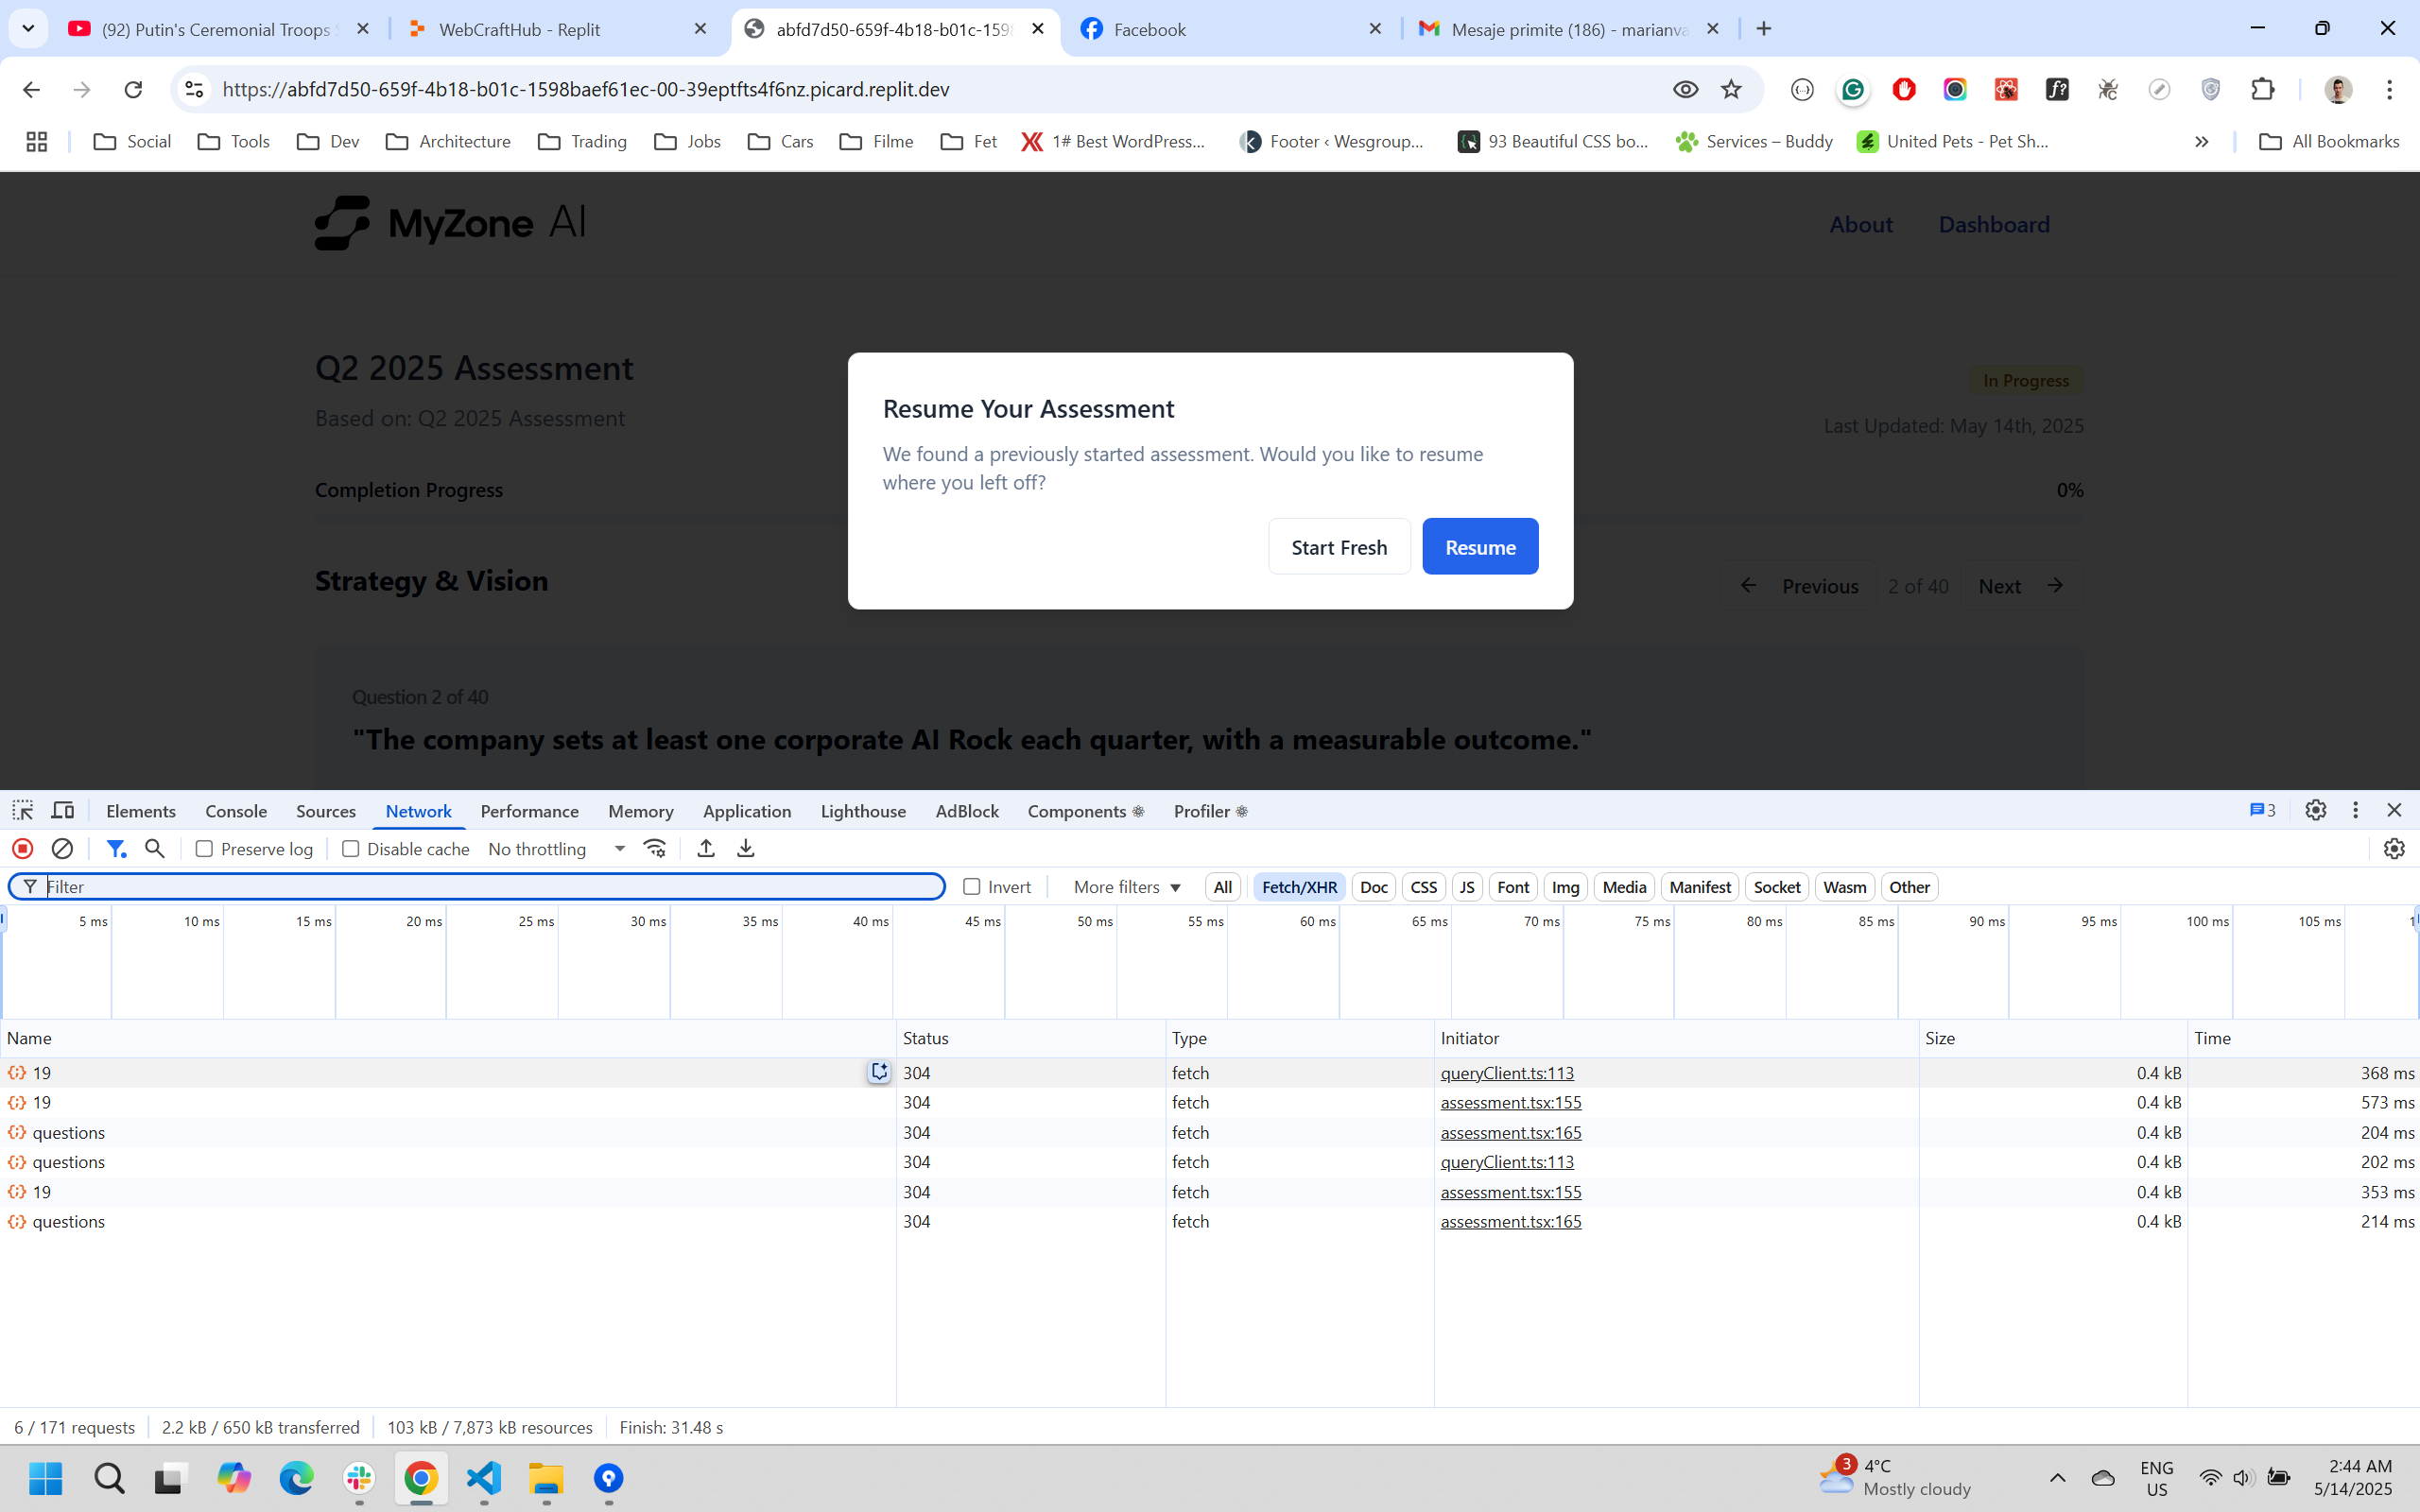 (92) Putin's Ceremonial Troops
WebCraftHub - Replit
abfd7d50-659f-4b18-b01c-159
Facebook
Mesaje primite (186) - marianva
https://abfd7d50-659f-4b18-b01c-1598baef61ec-00-39eptfts4f6nz.picard.replit.dev
Social
Tools
Dev
Architecture
Trading
Jobs
Cars
Filme
Fet
1# Best WordPress...
Footer ‹ Wesgroup...
93 Beautiful CSS bo...
Services – Buddy
United Pets - Pet Sh...
»
All Bookmarks
MyZone AI
About
Dashboard
Q2 2025 Assessment
In Progress
Based on: Q2 2025 Assessment
Last Updated: May 14th, 2025
Completion Progress
0%
Resume Your Assessment
We found a previously started assessment. Would you like to resume
where you left off?
Start Fresh
Resume
Strategy & Vision
Previous
2 of 40
Next
Question 2 of 40
"The company sets at least one corporate AI Rock each quarter, with a measurable outcome."
Elements
Console
Sources
Network
Performance
Memory
Application
Lighthouse
AdBlock
Components
Profiler
3
Preserve log
Disable cache
No throttling
Filter
Invert
More filters
All
Fetch/XHR
Doc
CSS
JS
Font
Img
Media
Manifest
Socket
Wasm
Other
5 ms
10 ms
15 ms
20 ms
25 ms
30 ms
35 ms
40 ms
45 ms
50 ms
55 ms
60 ms
65 ms
70 ms
75 ms
80 ms
85 ms
90 ms
95 ms
100 ms
105 ms
Name Status Type Initiator Size Time
19 304 fetch queryClient.ts:113 0.4 kB 368 ms
19 304 fetch assessment.tsx:155 0.4 kB 573 ms
questions 304 fetch assessment.tsx:165 0.4 kB 204 ms
questions 304 fetch queryClient.ts:113 0.4 kB 202 ms
19 304 fetch assessment.tsx:155 0.4 kB 353 ms
questions 304 fetch assessment.tsx:165 0.4 kB 214 ms
6 / 171 requests
2.2 kB / 650 kB transferred
103 kB / 7,873 kB resources
Finish: 31.48 s
3
4°C
Mostly cloudy
ENG
US
2:44 AM
5/14/2025